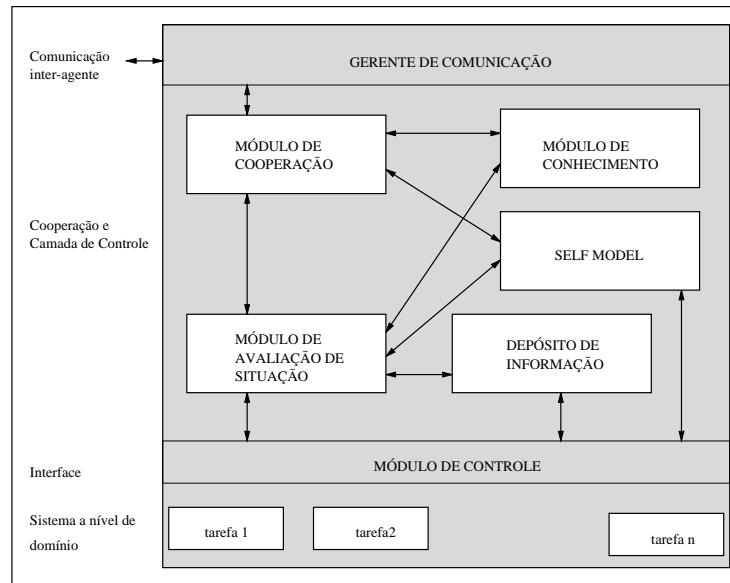 Comunicação
inter-agente
GERENTE DE COMUNICAÇÃO
MÓDULO DE
COOPERAÇÃO
MÓDULO DE
CONHECIMENTO
Cooperação e
Camada de Controle
SELF MODEL
MÓDULO DE
AVALIAÇÃO DE
SITUAÇÃO
DEPÓSITO DE
INFORMAÇÃO
Interface
MÓDULO DE CONTROLE
Sistema a nível de
domínio
tarefa 1
tarefa2
tarefa n